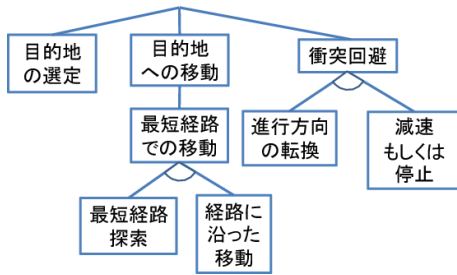 目的地
の選定
目的地
への移動
衝突回避
最短経路
での移動
進行方向
の転換
減速
もしくは
停止
最短経路
探索
経路に
沿った
移動